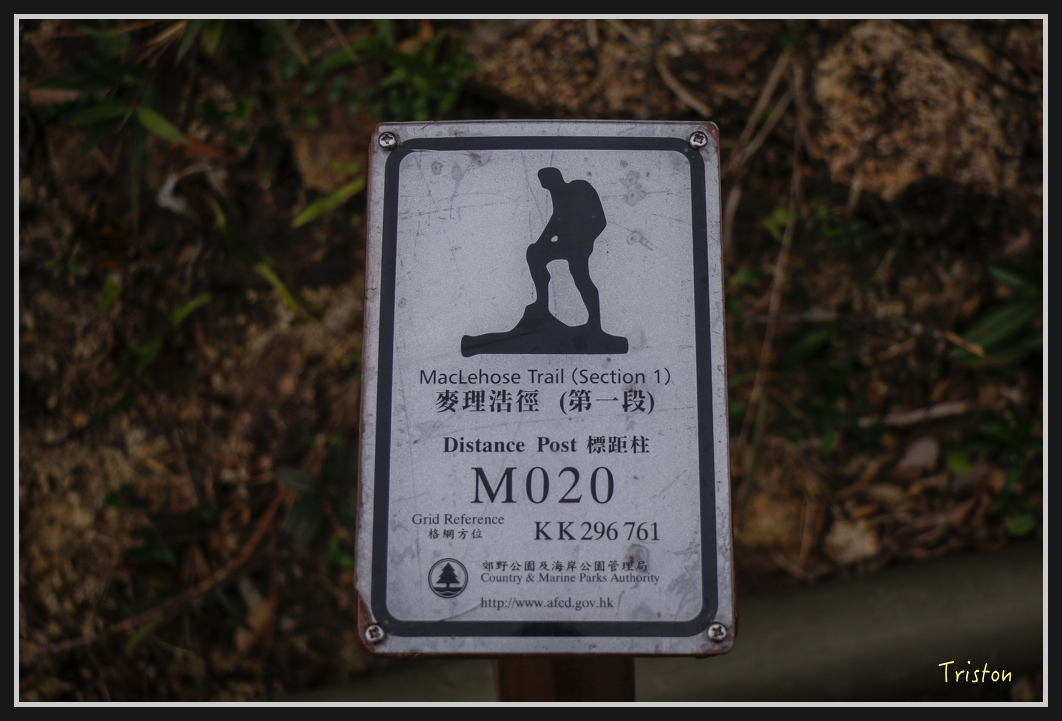 MacLehose Trail (Section 1)
麥理浩徑 (第一段)
Distance Post 標距柱
M020
Grid Reference
格網方位
KK296 761
郊野公園及海岸公園管理局
Country & Marine Parks Authority
http://www.afcd.gov.hk
Triston